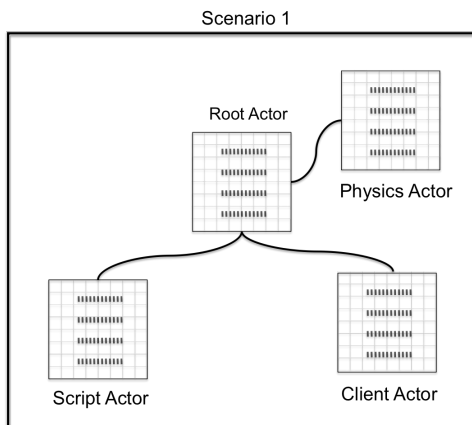 Scenario 1
Root Actor
Physics Actor
Script Actor
Client Actor